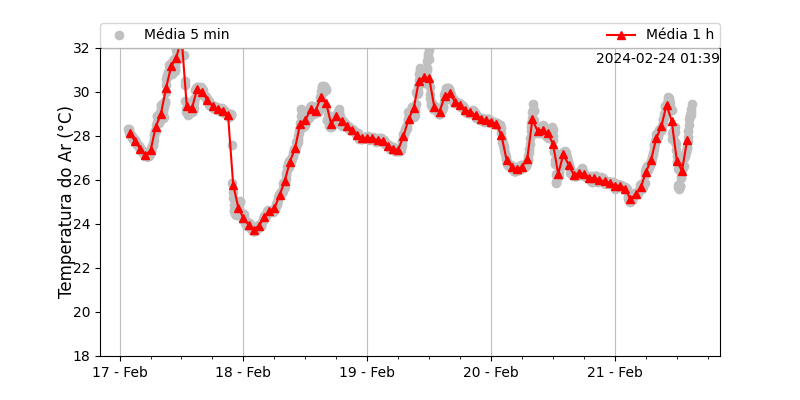 Média 5 min
Média 1 h
2024-02-24 01:39
Temperatura do Ar (°C)
32
30
28
26
24
22
20
18
17 - Feb
18 - Feb
19 - Feb
20 - Feb
21 - Feb